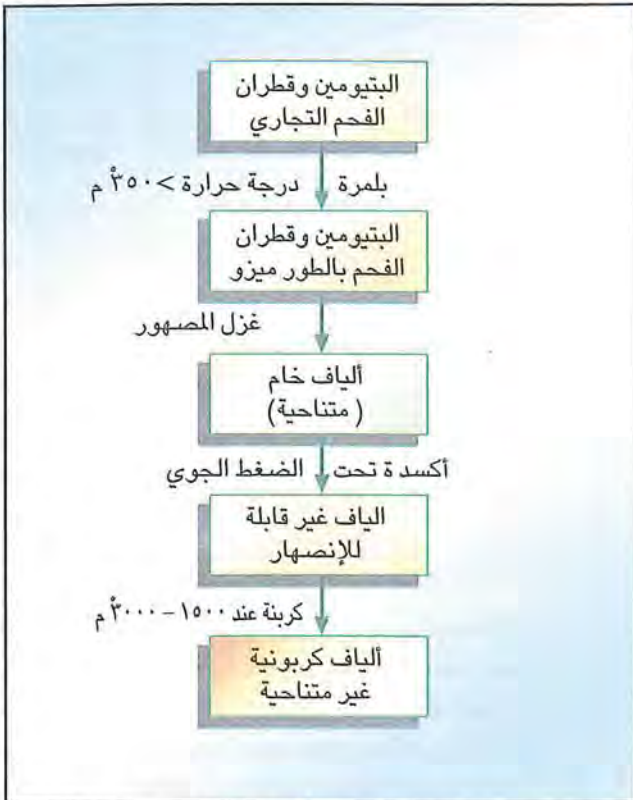 البتيومين وقطران
الفحم التجاري
بلمرة درجة حرارة > ٣٥٠ْ م
البتيومين وقطران
الفحم بالطور ميزو
غزل المصهور
ألياف خام
( متناحية)
أكسدة تحت الضغط الجوي
الياف غير قابلة
للإنصهار
كربنة عند ١٥٠٠ – ٣٠٠٠ْ م
ألياف كربونية
غير متناحية